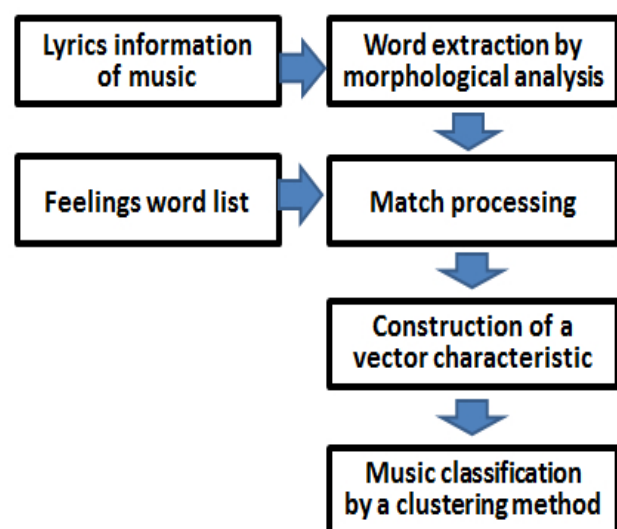 Lyrics information
of music
Word extraction by
morphological analysis
Feelings word list
Match processing
Construction of a
vector characteristic
Music classification
by a clustering method